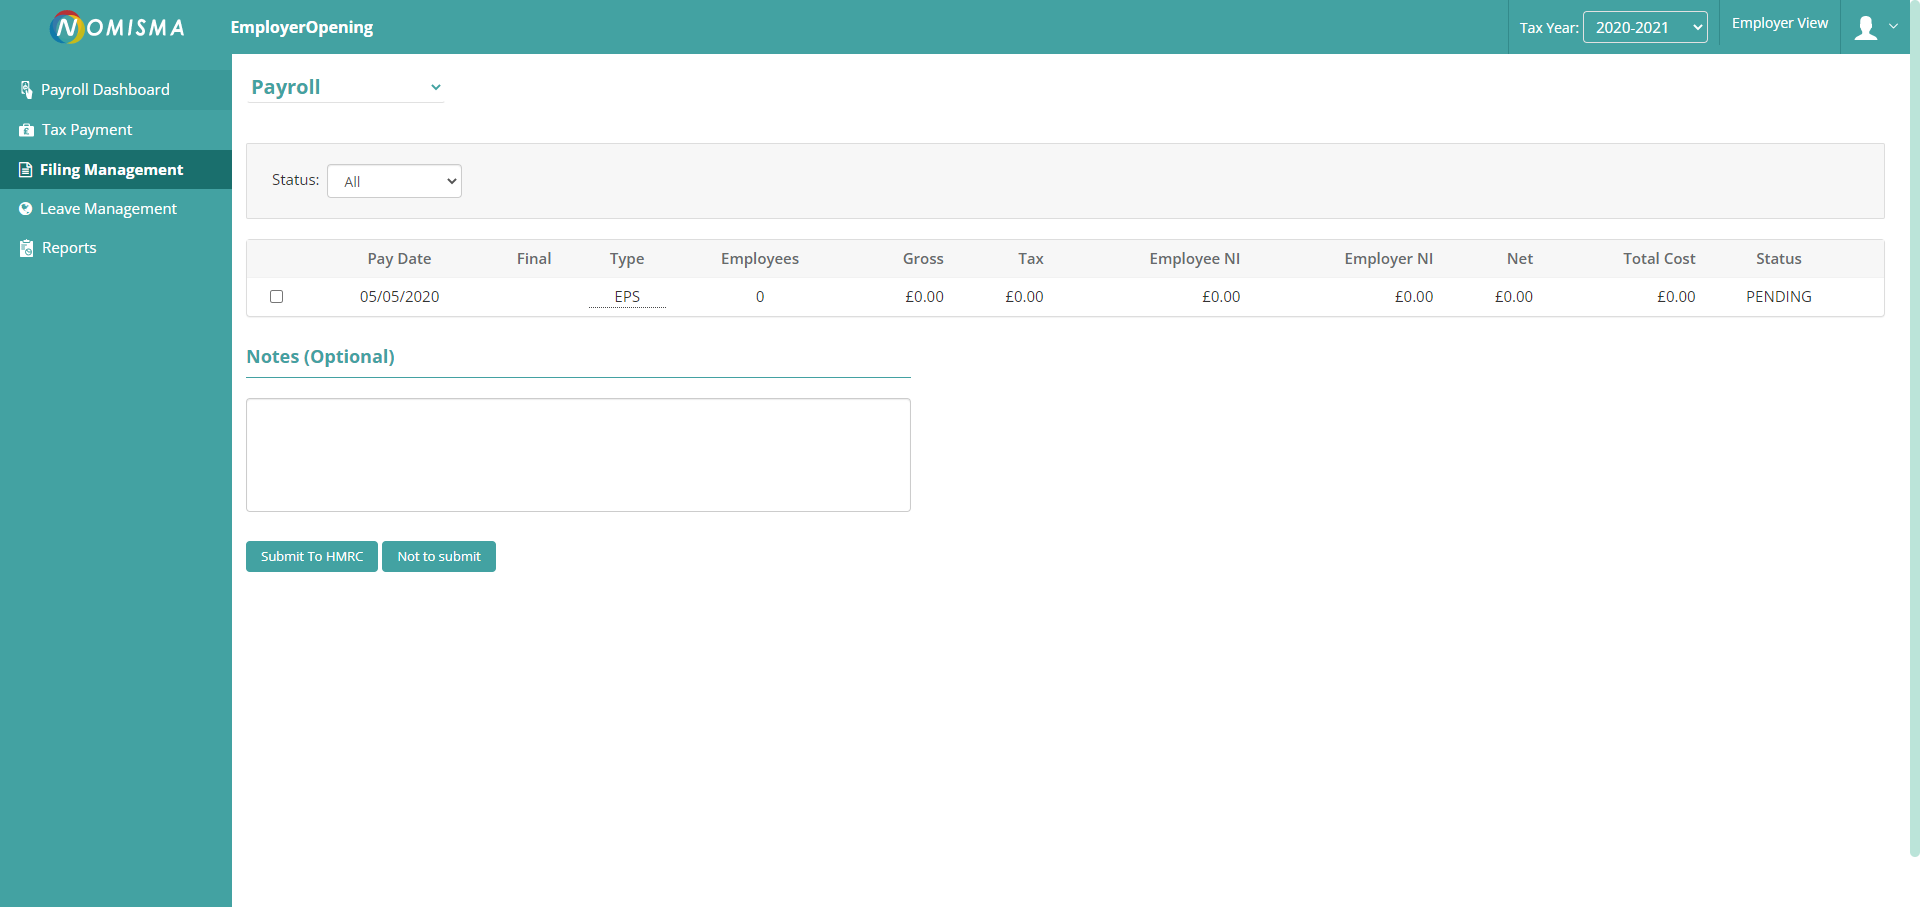 NOMISMA
EmployerOpening
Tax Year: 2020-2021
Employer View
Payroll Dashboard
Tax Payment
Filing Management
Leave Management
Reports
Payroll
Status: All
Pay Date Final Type Employees Gross Tax Employee NI Employer NI Net Total Cost Status
05/05/2020 EPS 0 £0.00 £0.00 £0.00 £0.00 £0.00 £0.00 PENDING
Notes (Optional)
Submit To HMRC Not to submit